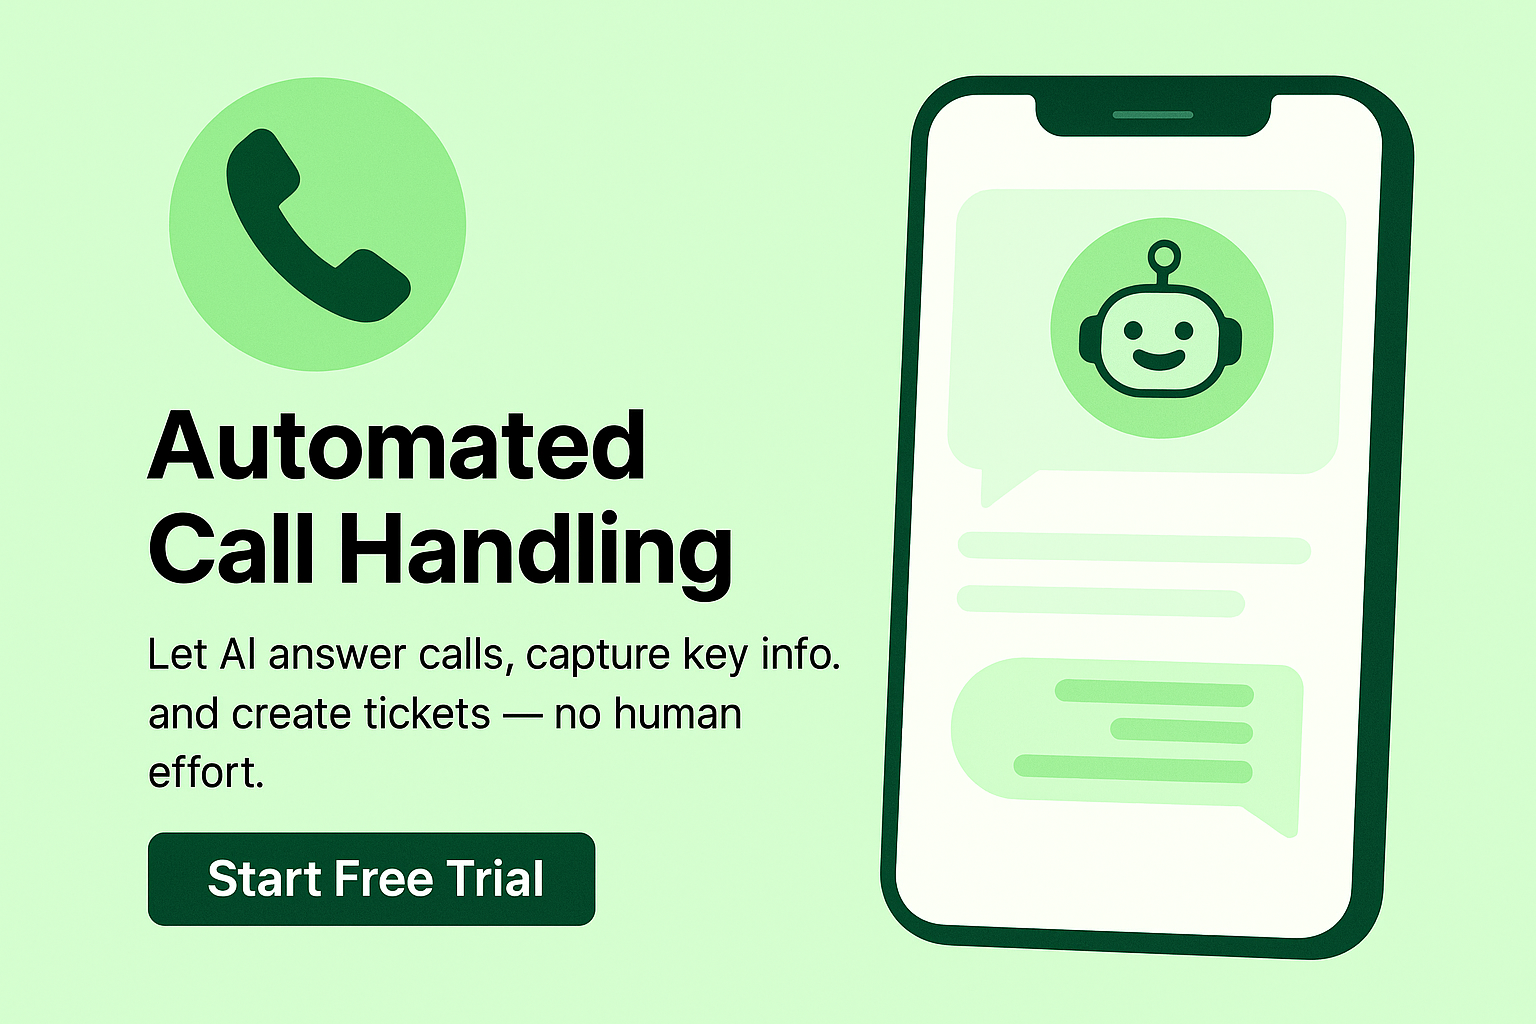 Automated
Call Handling
Let AI answer calls, capture key info.
and create tickets — no human
effort.
Start Free Trial